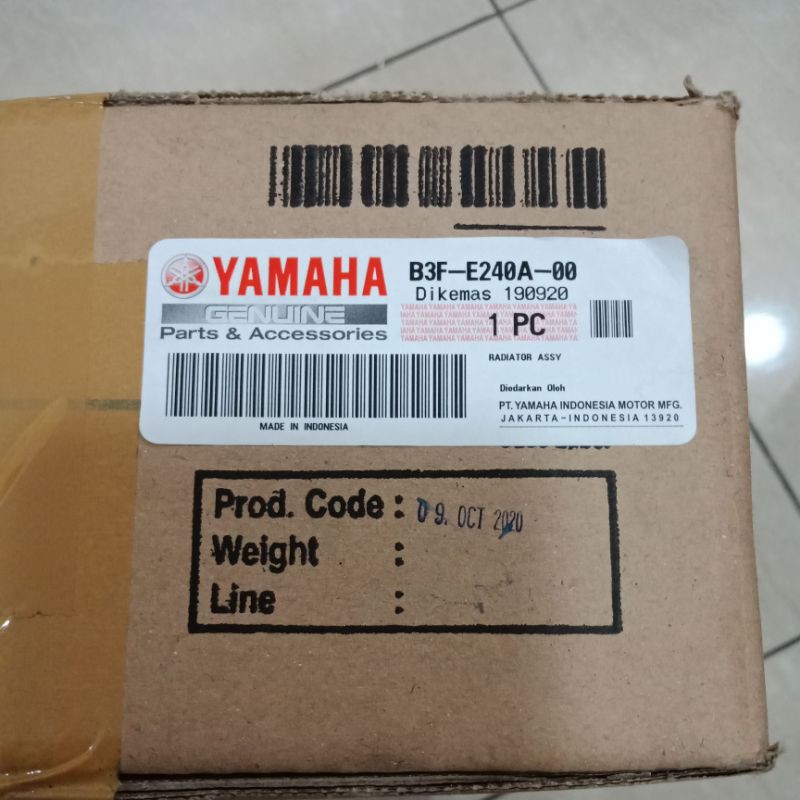 YAMAHA
GENUINE
Parts & Accessories
B3F-E240A-00
Dikemas 190920
1 PC
RADIATOR ASSY
Diedarkan Oleh
PT. YAMAHA INDONESIA MOTOR MFG.
JAKARTA-INDONESIA 13920
MADE IN INDONESIA
Prod. Code : 09. OCT 2020
Weight :
Line :